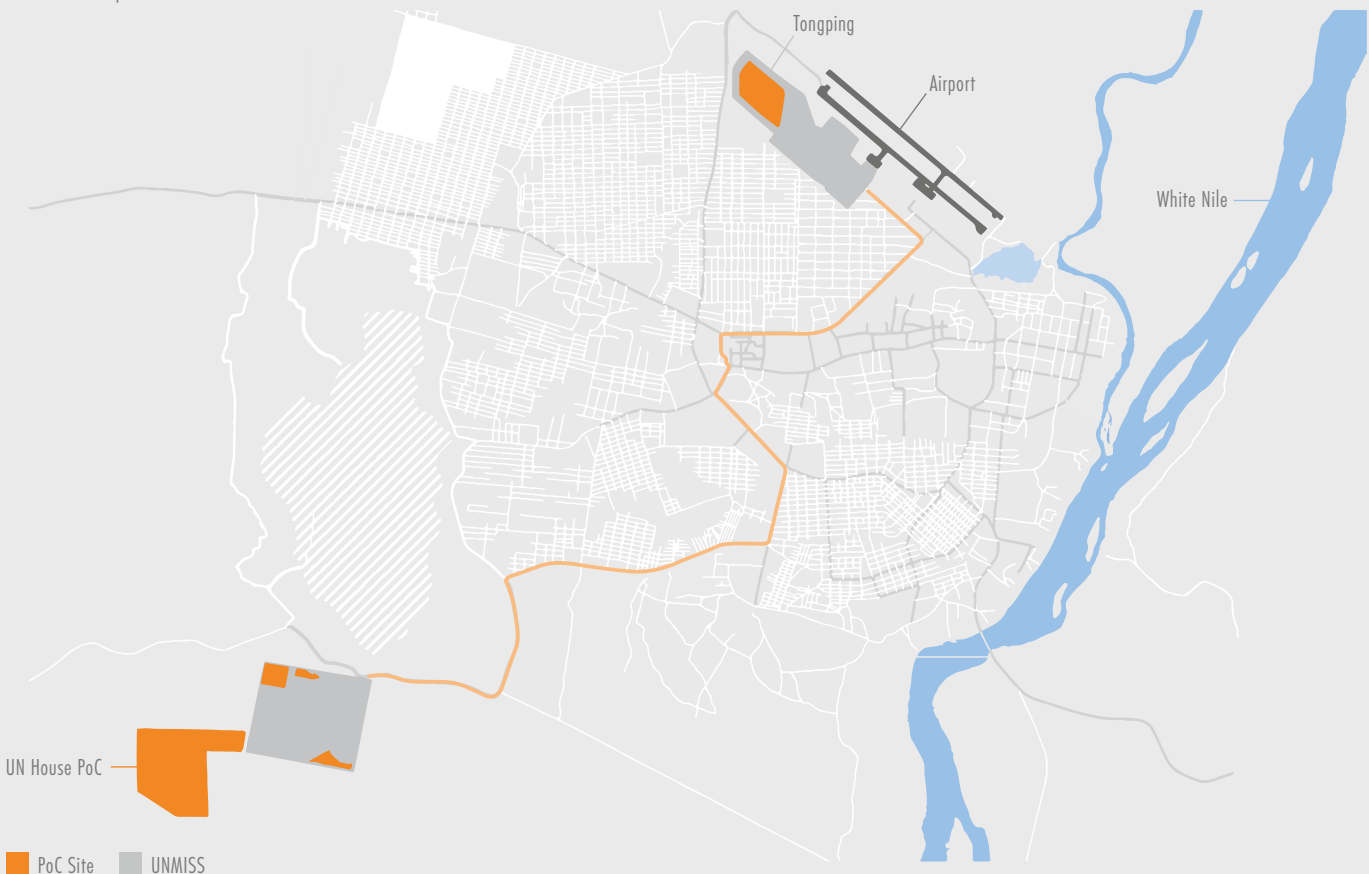 Tongping
Airport
White Nile
UN House PoC
PoC Site
UNMISS